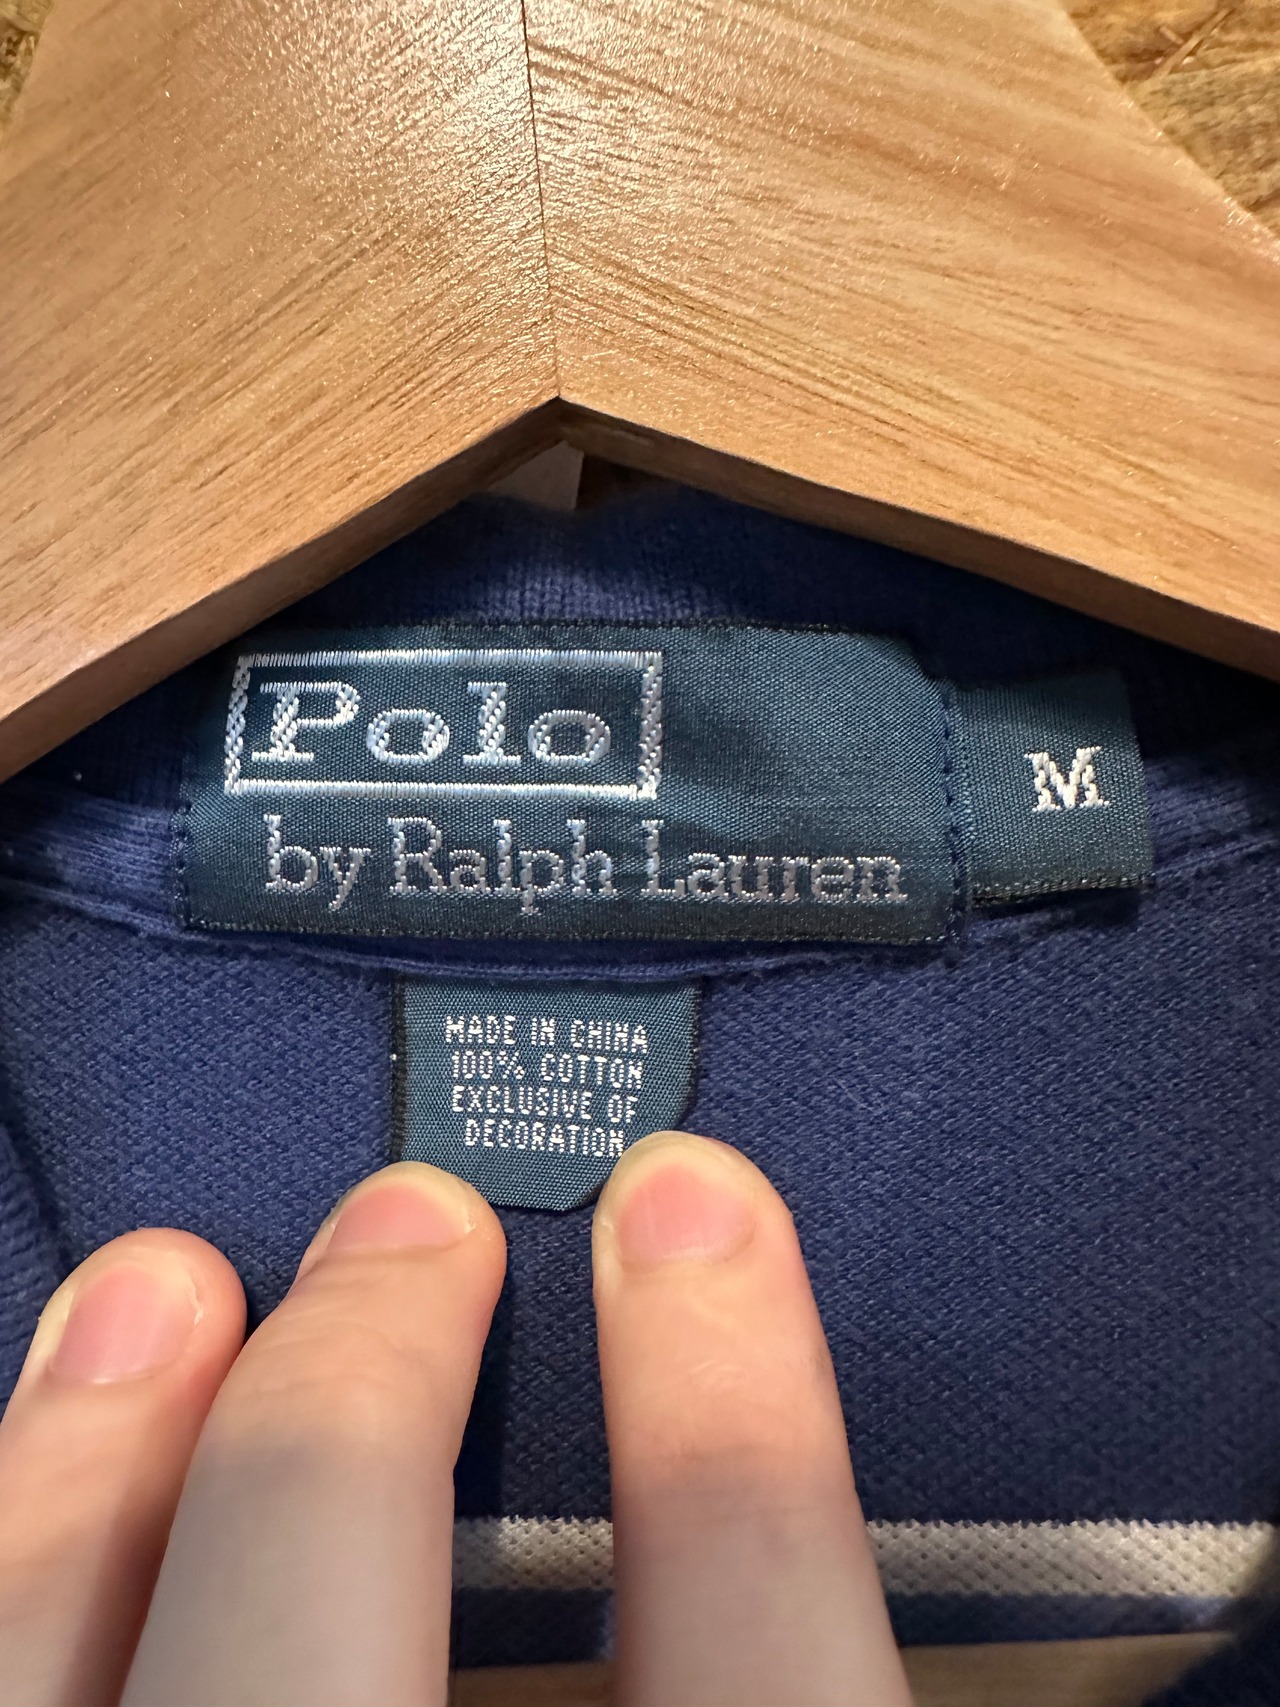 Polo
by Ralph Lauren
M
MADE IN CHINA
100% COTTON
EXCLUSIVE OF
DECORATION